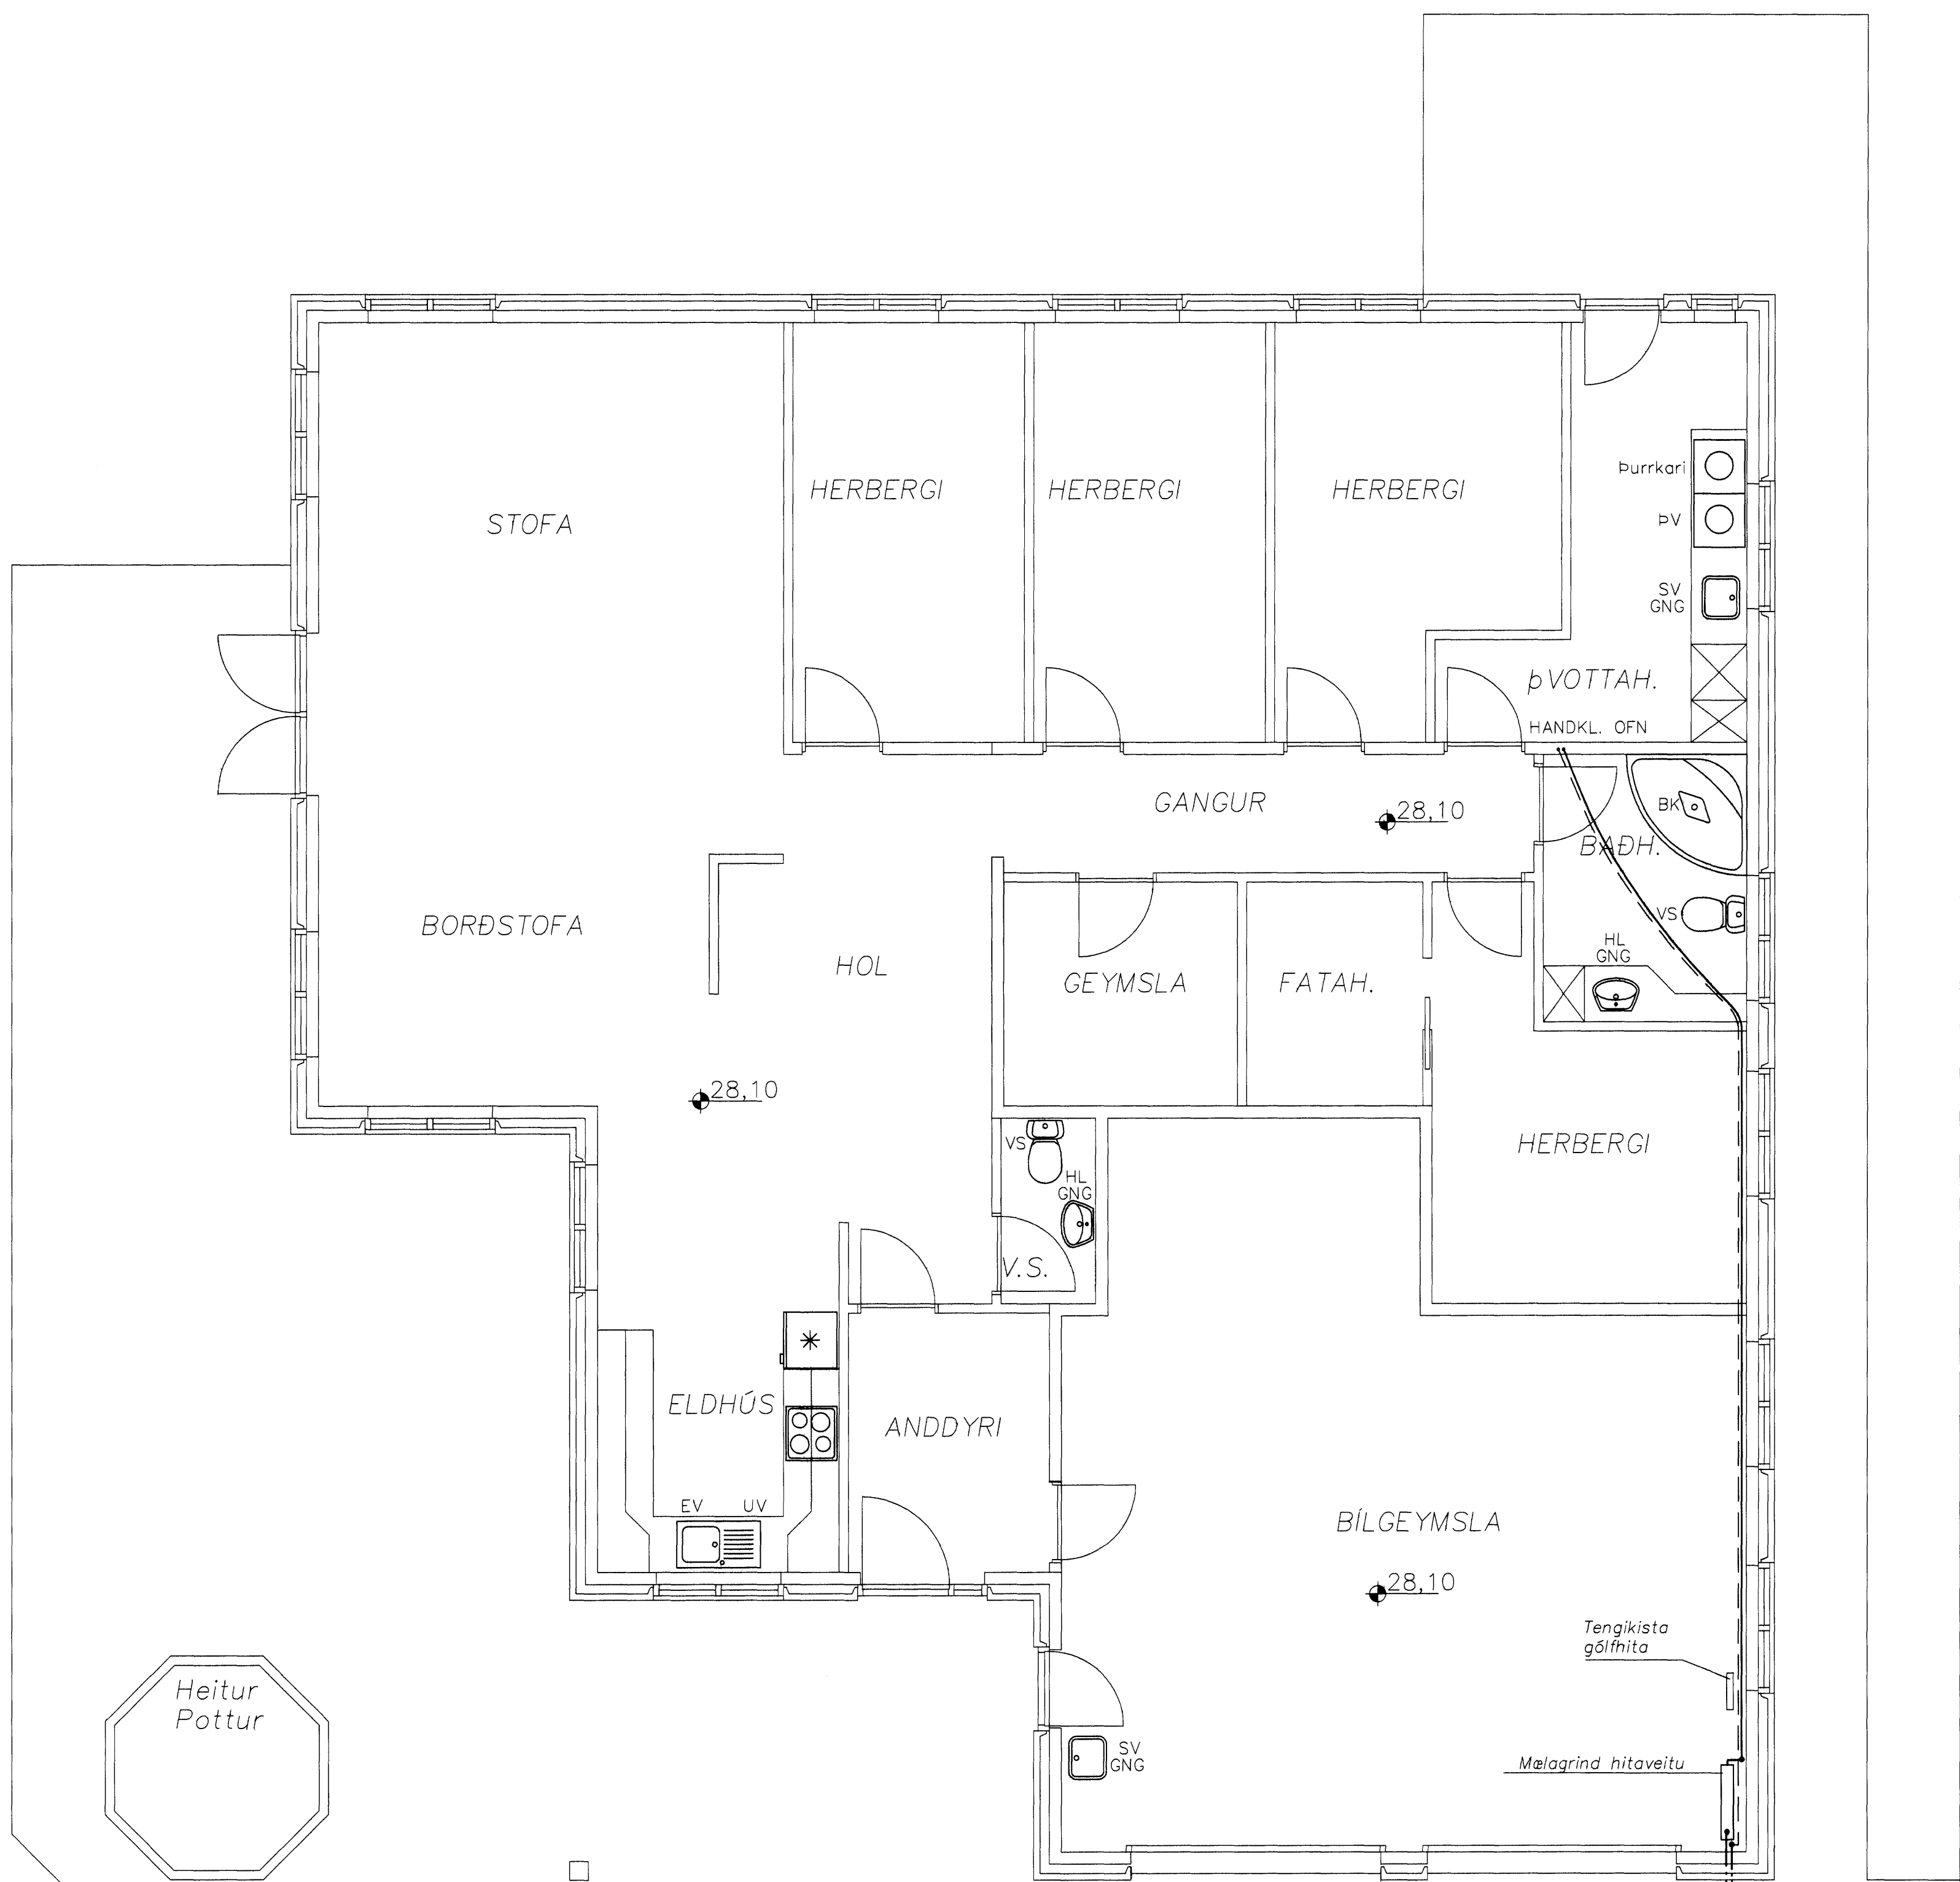 Þurrkari
HERBERGI
HERBERGI
HERBERGI
STOFA
ÞV
SV
GNG
þVOTTAH.
HANDKL. OFN
GANGUR
28,10
BK
BAÐH.
VS
BORÐSTOFA
HOL
GEYMSLA
FATAH.
HL
GNG
28,10
VS
HL
GNG
HERBERGI
V.S.
ELDHÚS
ANDDYRI
EV
UV
BÍLGEYMSLA
28,10
Tengikista
gólfhita
Heitur
Pottur
SV
GNG
Mælagrind hitaveitu